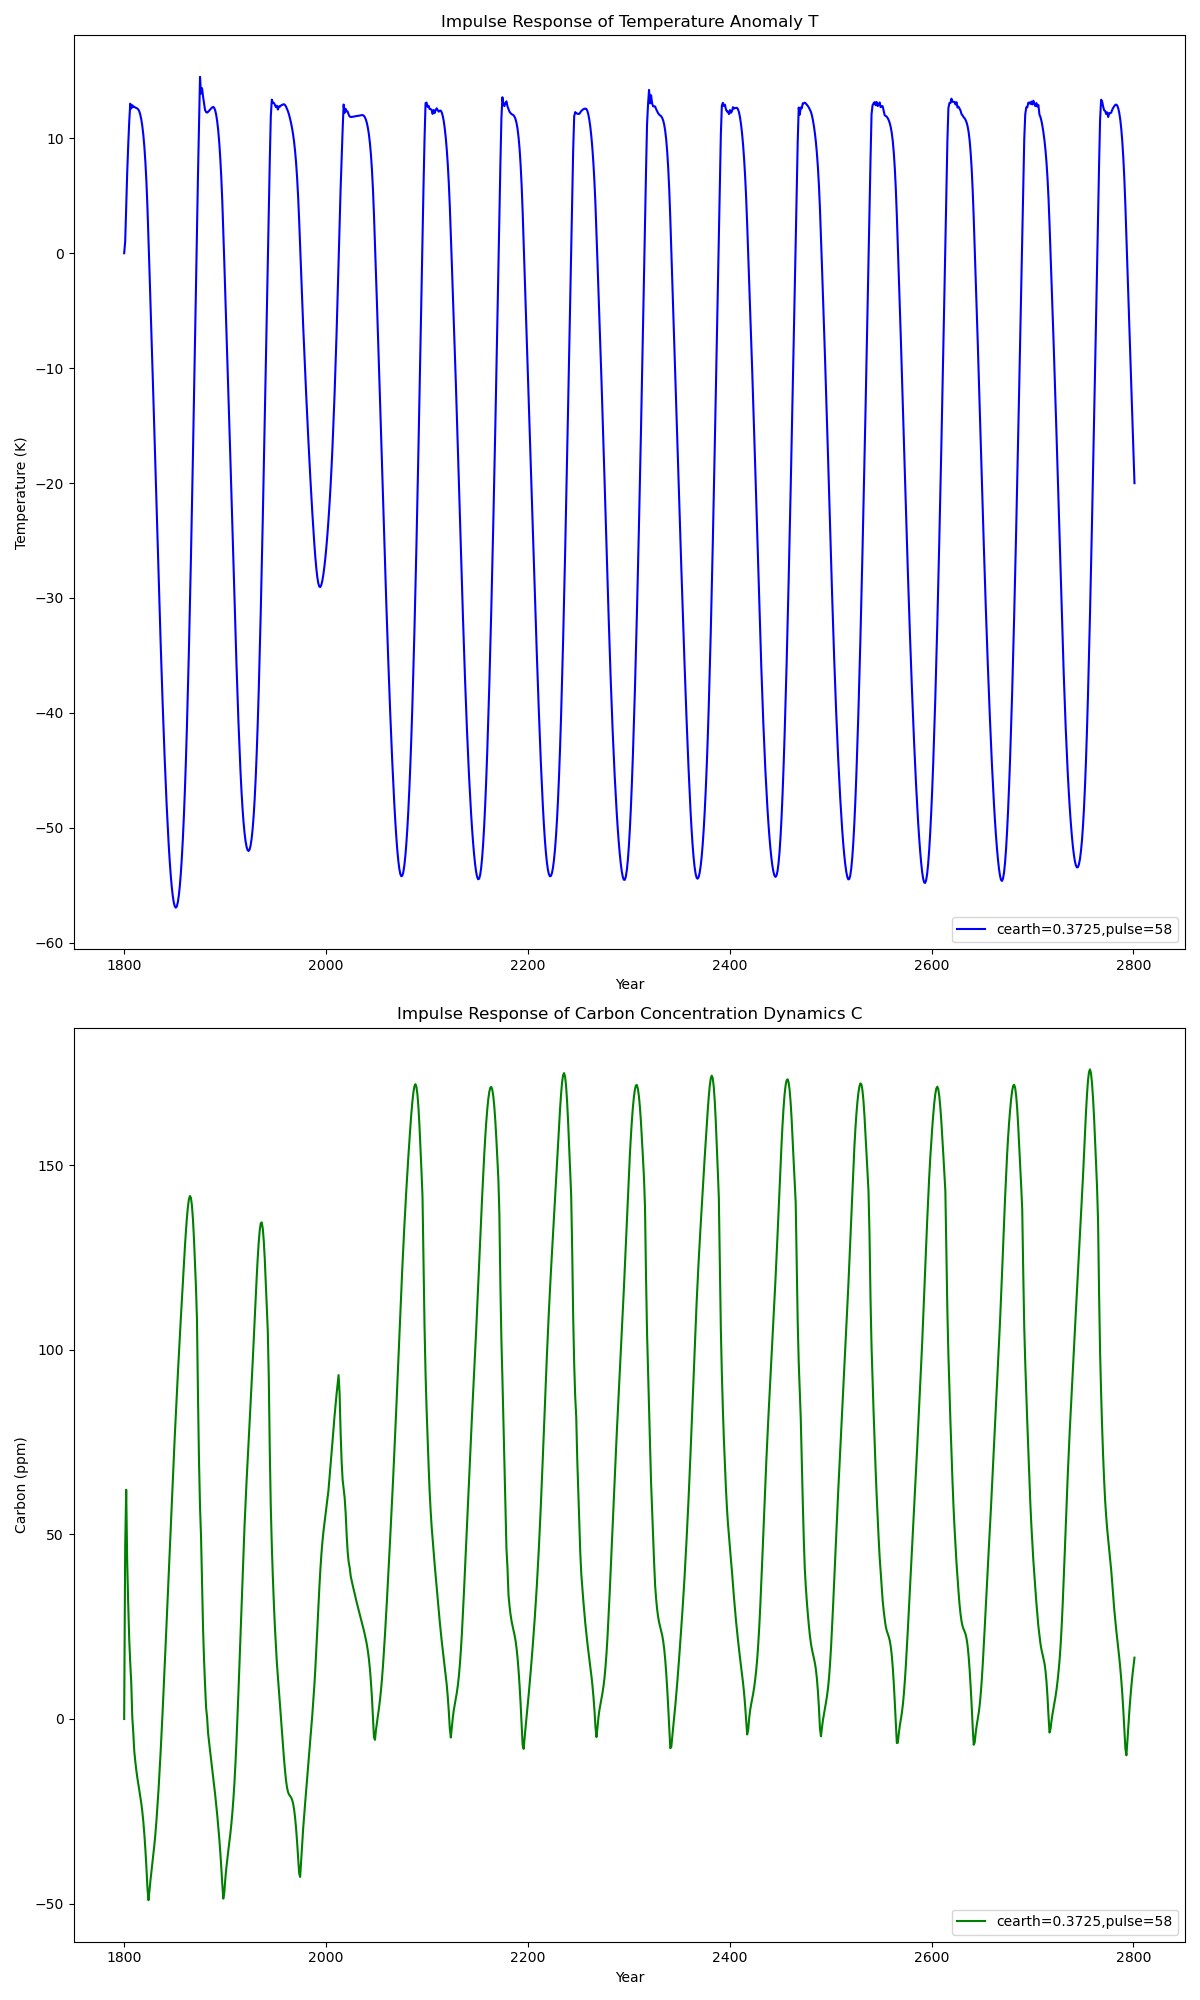 Impulse Response of Temperature Anomaly T
Temperature (K)
10
0
−10
−20
−30
−40
−50
−60
cearth=0.3725,pulse=58
1800 2000 2200 2400 2600 2800
Year
Impulse Response of Carbon Concentration Dynamics C
Carbon (ppm)
150
100
50
0
−50
cearth=0.3725,pulse=58
1800 2000 2200 2400 2600 2800
Year